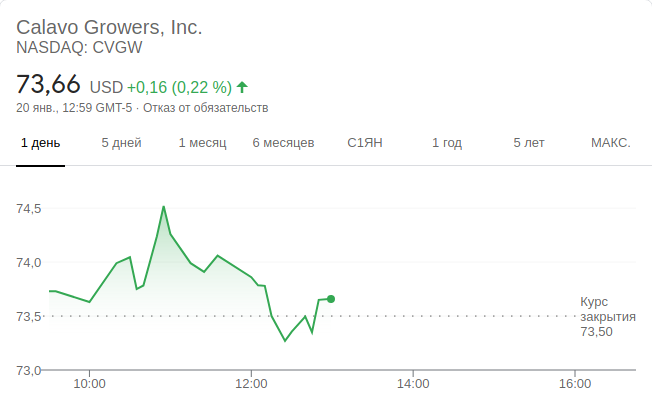 Calavo Growers, Inc.
NASDAQ: CVGW
73,66 USD +0,16 (0,22 %)
20 янв., 12:59 GMT-5 · Отказ от обязательств
1 день 5 дней 1 месяц 6 месяцев С1ЯН 1 год 5 лет МАКС.
74,5
74,0
73,5
73,0
Курс
закрытия
73,50
10:00 12:00 14:00 16:00